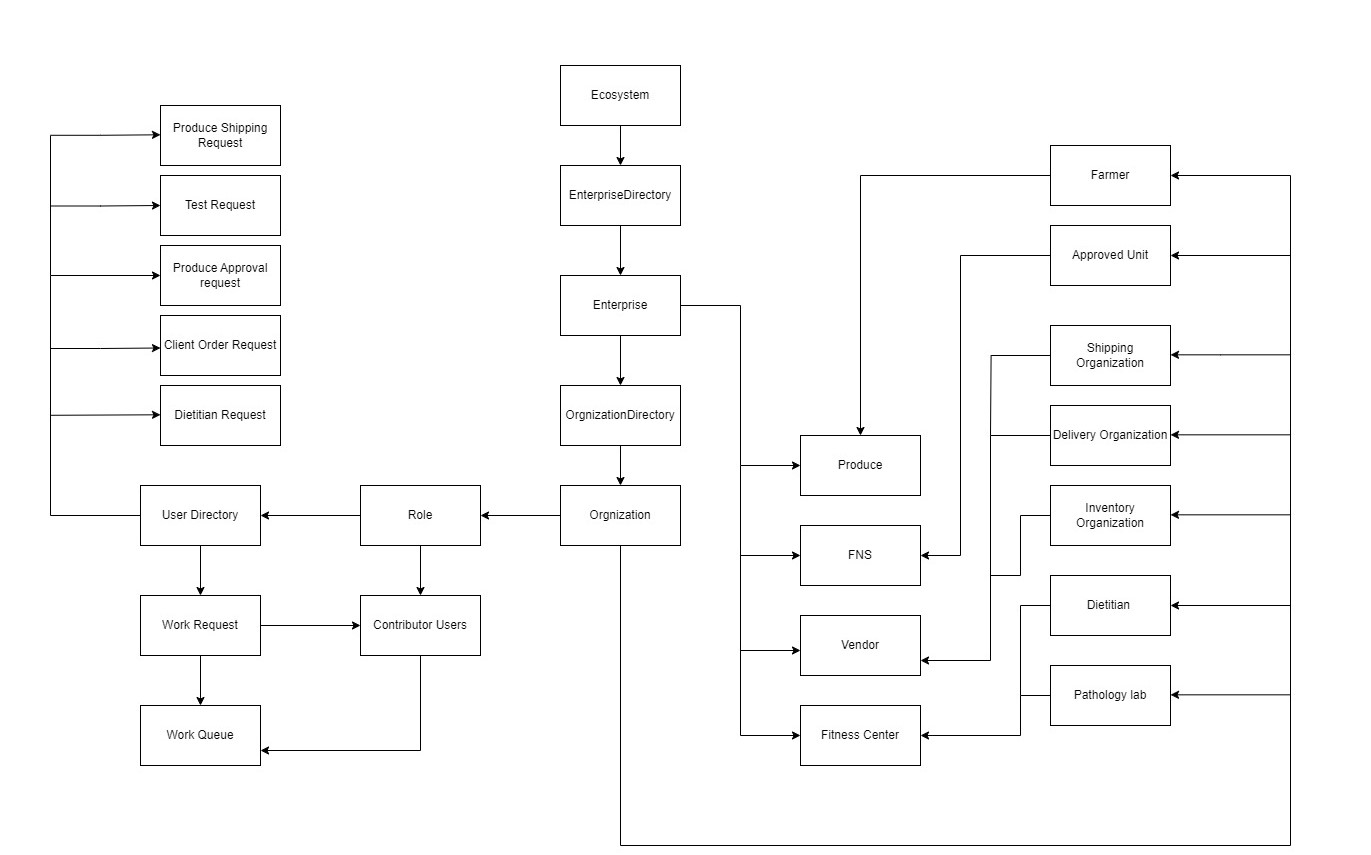 Ecosystem
Produce Shipping
Request
Farmer
Test Request
EnterpriseDirectory
Approved Unit
Produce Approval
request
Enterprise
Client Order Request
Shipping
Organization
Dietitian Request
OrgnizationDirectory
Delivery Organization
Produce
User Directory
Role
Orgnization
Inventory
Organization
FNS
Work Request
Contributor Users
Vendor
Dietitian
Work Queue
Fitness Center
Pathology lab